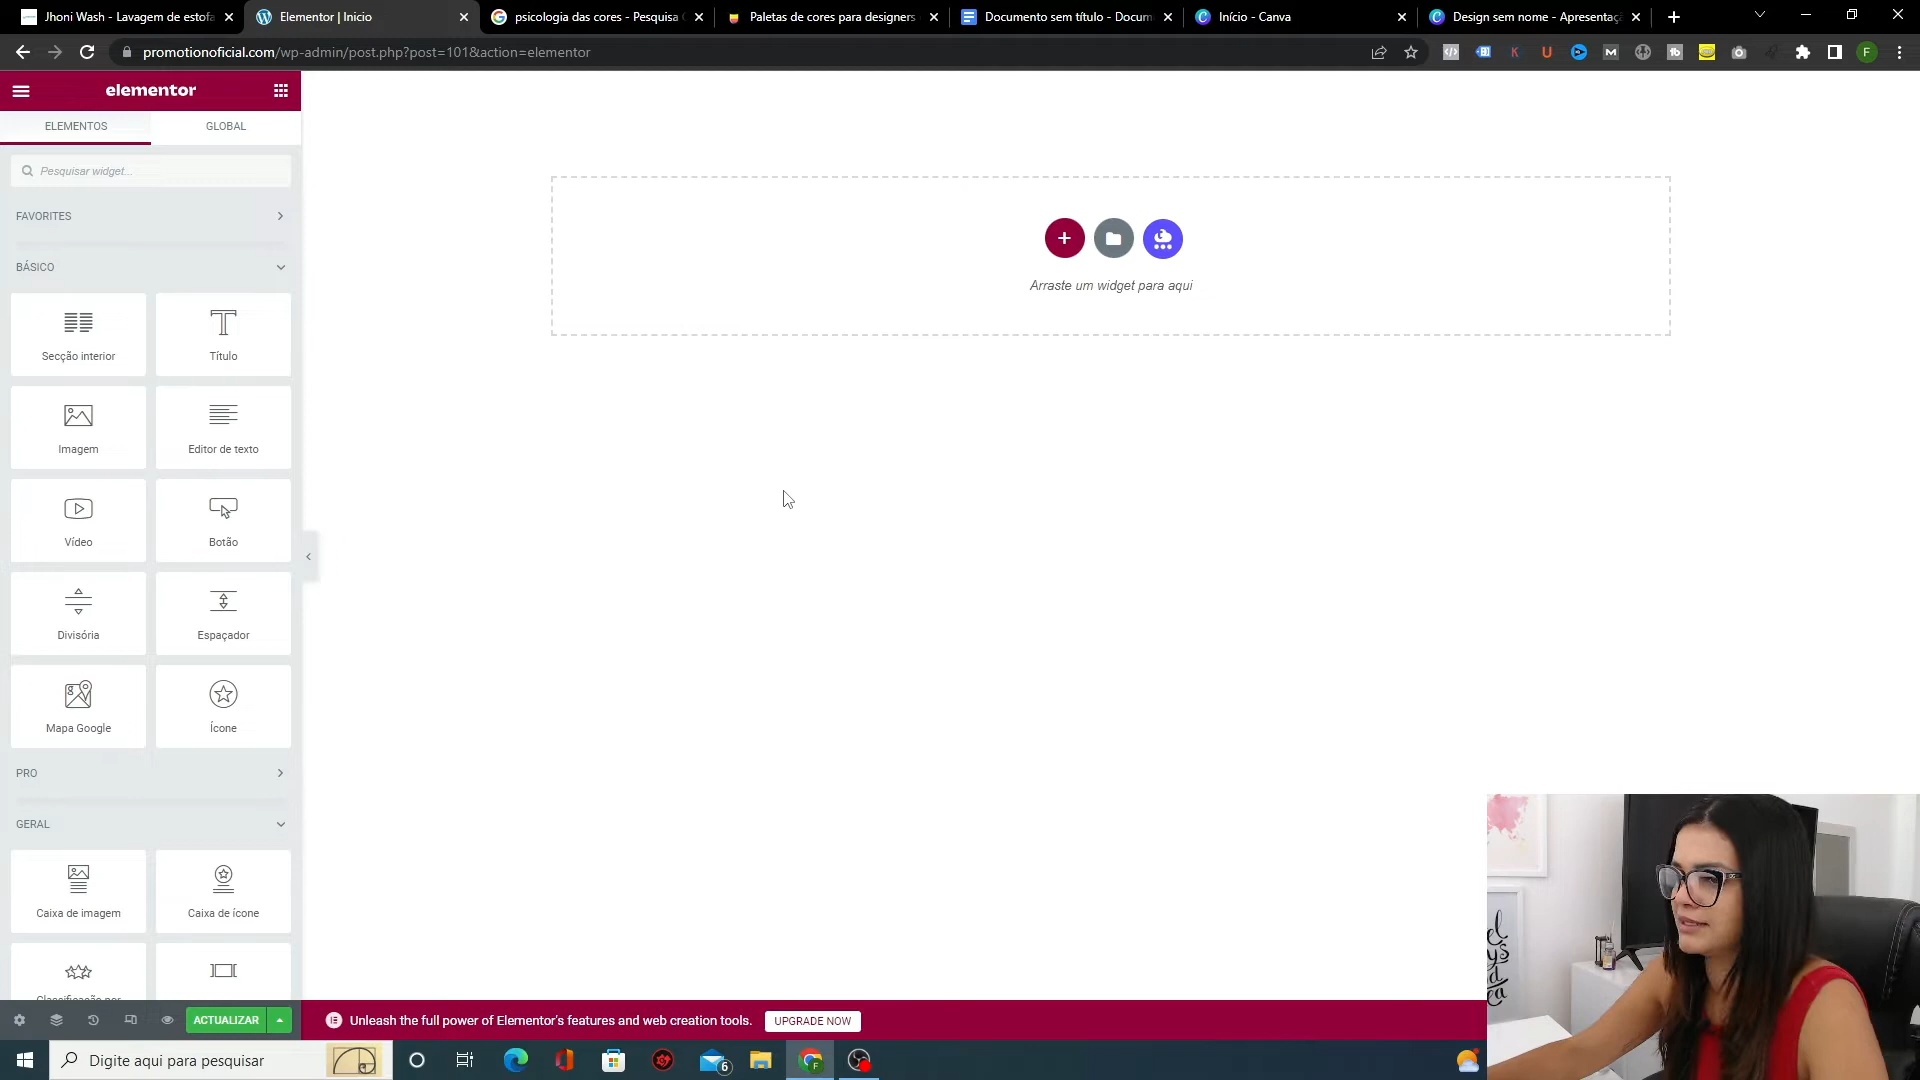 Jhoni Wash - Lavagem de estofa
Elementor | Inicio
psicologia das cores - Pesquisa
Paletas de cores para designers
Documento sem título - Docum
Início - Canva
Design sem nome - Apresentaç
promotionoficial.com/wp-admin/post.php?post=101&action=elementor
elementor
ELEMENTOS
GLOBAL
Pesquisar widget...
FAVORITES
BÁSICO
Secção interior
Título
Imagem
Editor de texto
Vídeo
Botão
Divisória
Espaçador
Mapa Google
Ícone
PRO
GERAL
Caixa de imagem
Caixa de ícone
Classificação por
Arraste um widget para aqui
ACTUALIZAR
Unleash the full power of Elementor's features and web creation tools.
UPGRADE NOW
Digite aqui para pesquisar
6